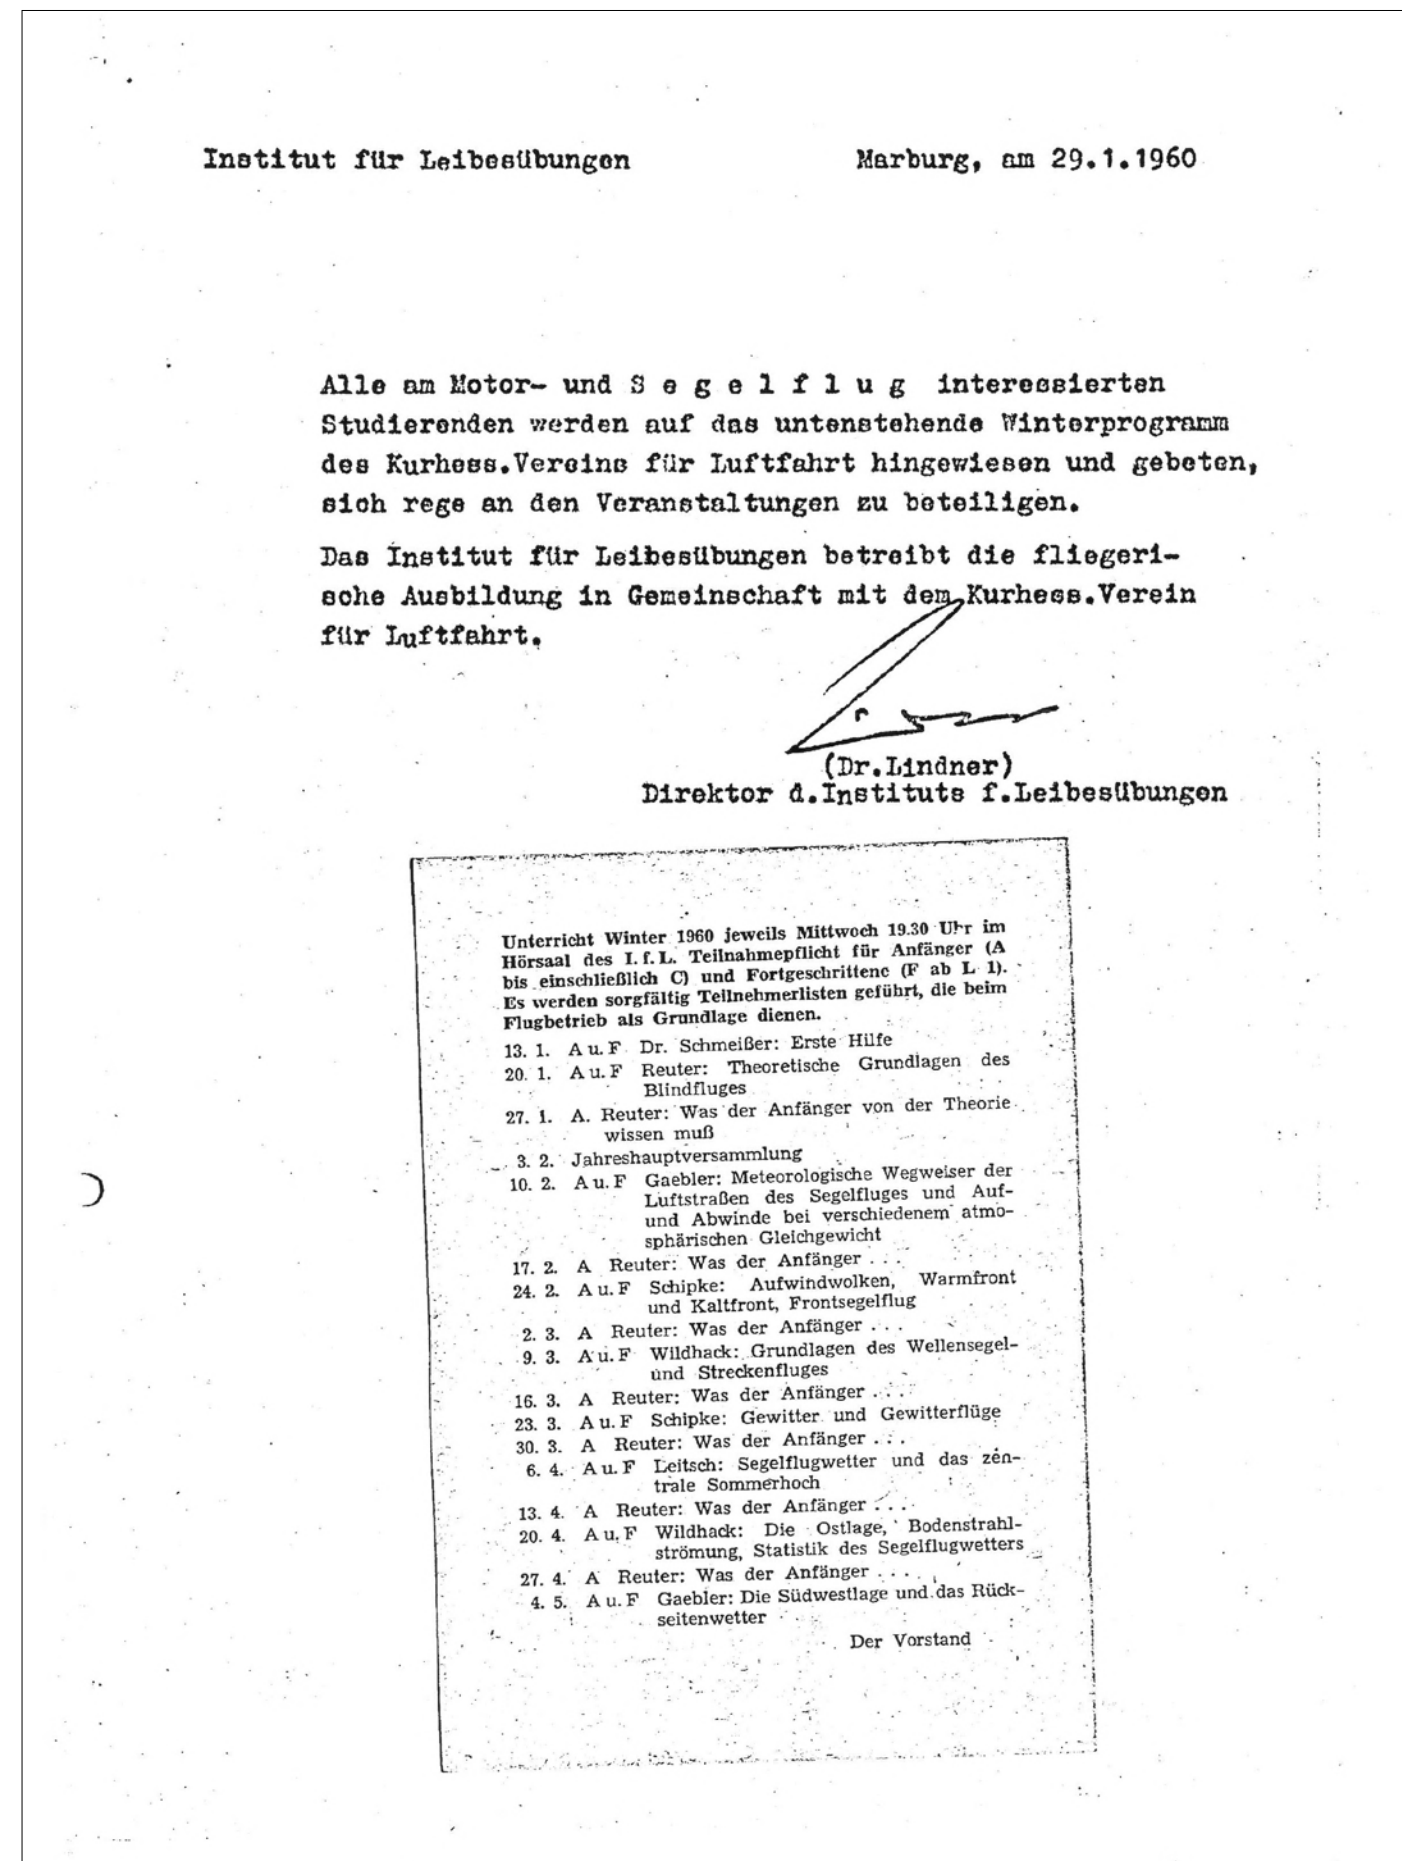 Institut für Leibesübungen Marburg, am 29.1.1960
Alle am Motor- und S e g e l f l u g interessierten
Studierenden werden auf das untenstehende Winterprogramm
des Kurhess.Vereins für Luftfahrt hingewiesen und gebeten,
sich rege an den Veranstaltungen zu beteiligen.
Das Institut für Leibesübungen betreibt die fliegeri-
sche Ausbildung in Gemeinschaft mit dem Kurhess.Verein
für Luftfahrt.
(Dr.Lindner)
Direktor d.Instituts f.Leibesübungen
Unterricht Winter 1960 jeweils Mittwoch 19.30 Uhr im
Hörsaal des I. f. L. Teilnahmepflicht für Anfänger (A
bis einschließlich C) und Fortgeschrittene (F ab L 1).
Es werden sorgfältig Teilnehmerlisten geführt, die beim
Flugbetrieb als Grundlage dienen.
13. 1. A u. F Dr. Schmeißer: Erste Hilfe
20. 1. A u. F Reuter: Theoretische Grundlagen des
Blindfluges
27. 1. A. Reuter: Was der Anfänger von der Theorie
wissen muß
3. 2. Jahreshauptversammlung
10. 2. A u. F Gaebler: Meteorologische Wegweiser der
Luftstraßen des Segelfluges und Auf-
und Abwinde bei verschiedenem atmo-
sphärischen Gleichgewicht
17. 2. A Reuter: Was der Anfänger . . .
24. 2. A u. F Schipke: Aufwindwolken, Warmfront
und Kaltfront, Frontsegelflug
2. 3. A Reuter: Was der Anfänger . . .
9. 3. A u. F Wildhack: Grundlagen des Wellensegel-
und Streckenfluges
16. 3. A Reuter: Was der Anfänger . . .
23. 3. A u. F Schipke: Gewitter und Gewitterflüge
30. 3. A Reuter: Was der Anfänger . . .
6. 4. A u. F Leitsch: Segelflugwetter und das zen-
trale Sommerhoch
13. 4. A Reuter: Was der Anfänger . . .
20. 4. A u. F Wildhack: Die Ostlage, Bodenstrahl-
strömung, Statistik des Segelflugwetters
27. 4. A Reuter: Was der Anfänger . . .
4. 5. A u. F Gaebler: Die Südwestlage und das Rück-
seitenwetter
Der Vorstand